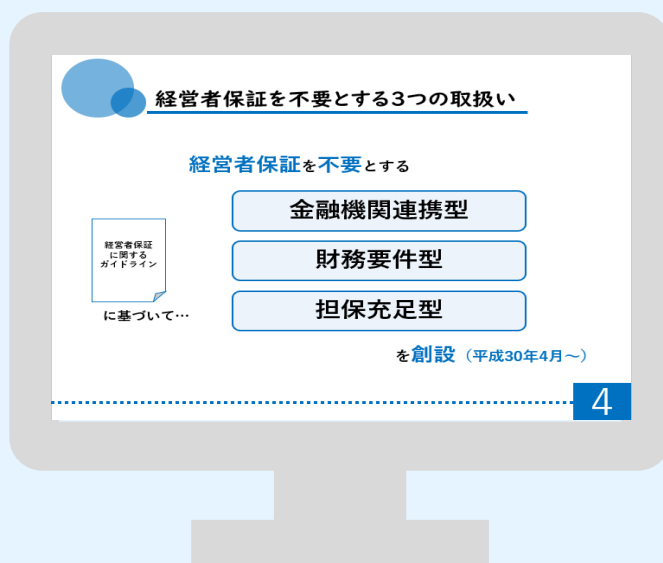 経営者保証を不要とする3つの取扱い
経営者保証を不要とする
金融機関連携型
財務要件型
担保充足型
経営者保証
に関する
ガイドライン
に基づいて…
を創設（平成30年4月～）
4